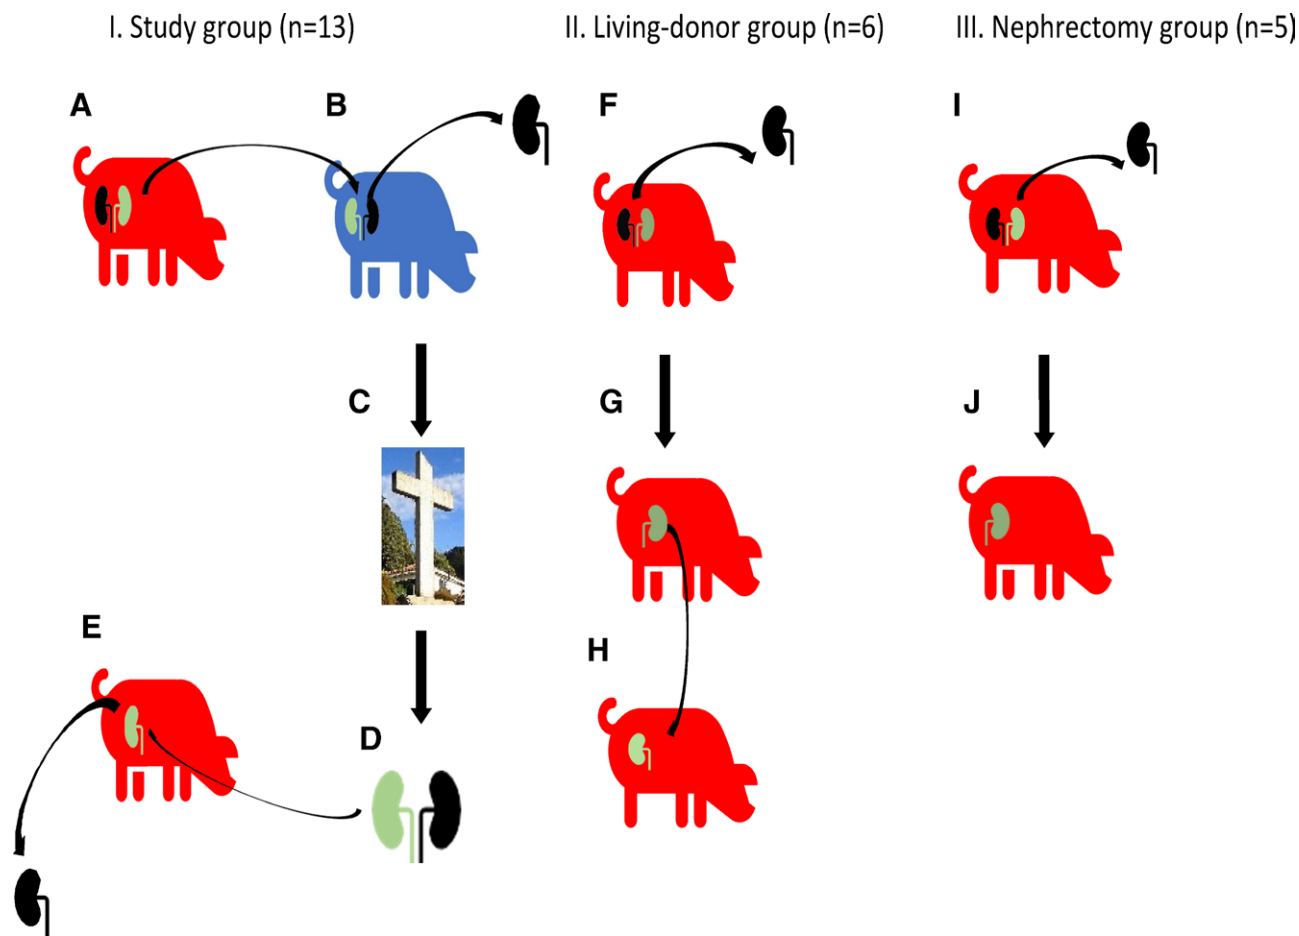 I. Study group (n=13)
II. Living-donor group (n=6)
III. Nephrectomy group (n=5)
A
B
F
I
C
G
J
E
H
D